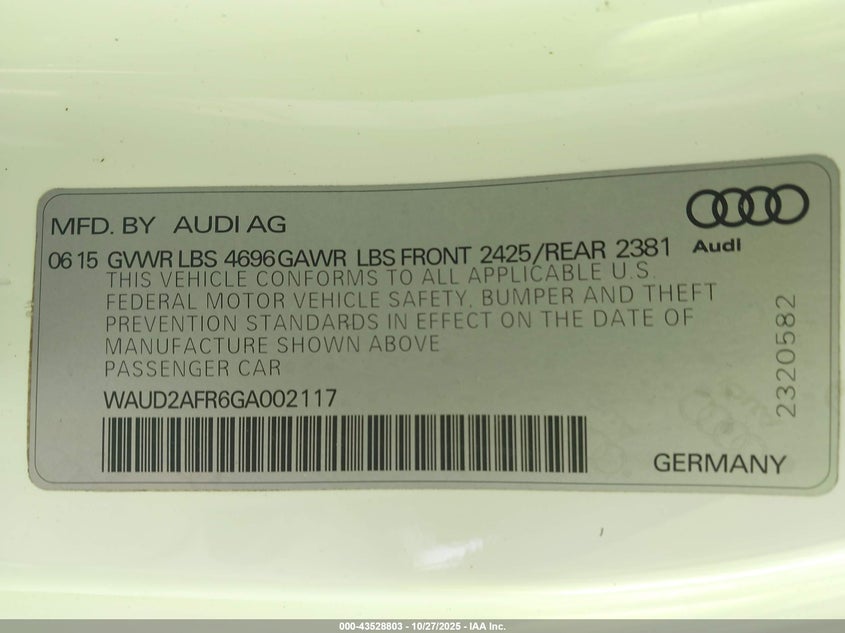 MFD. BY AUDI AG
06 15 GVWR LBS 4696 GAWR LBS FRONT 2425/REAR 2381
Audi
THIS VEHICLE CONFORMS TO ALL APPLICABLE U.S.
FEDERAL MOTOR VEHICLE SAFETY, BUMPER AND THEFT
PREVENTION STANDARDS IN EFFECT ON THE DATE OF
MANUFACTURE SHOWN ABOVE
PASSENGER CAR
WAUD2AFR6GA002117
2320582
GERMANY
000-43528803 / 10/27/2025 - IAA Inc.